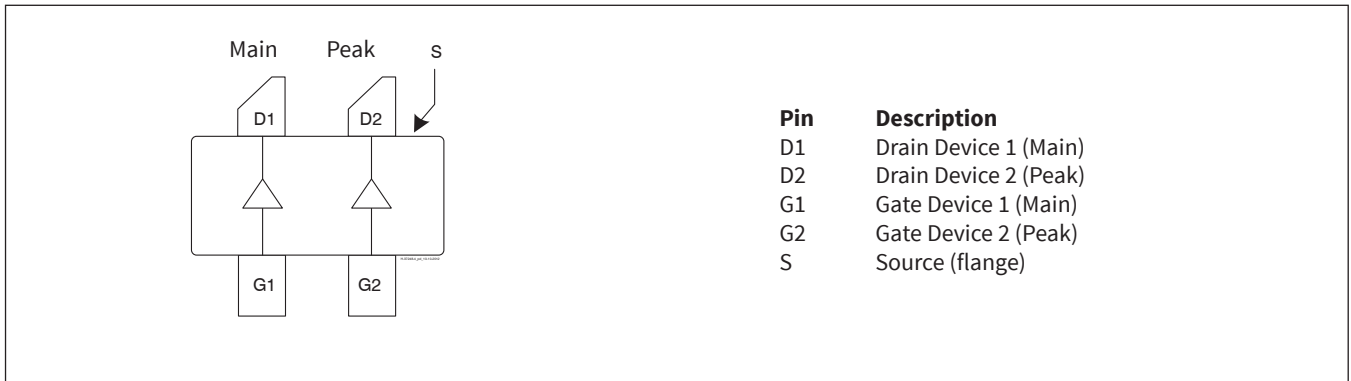 Main Peak S
D1 D2
G1 G2
Pin Description
D1 Drain Device 1 (Main)
D2 Drain Device 2 (Peak)
G1 Gate Device 1 (Main)
G2 Gate Device 2 (Peak)
S Source (flange)